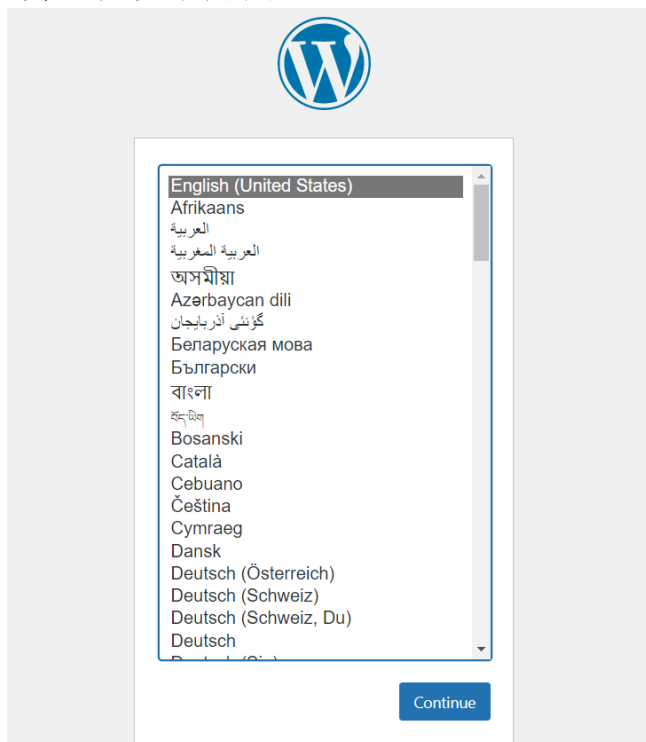 English (United States)
Afrikaans
العربية
العربية المغربية
অসমীয়া
Azərbaycan dili
گؤنئی آذربایجان
Беларуская мова
Български
বাংলা
བོད་ཡིག
Bosanski
Català
Cebuano
Čeština
Cymraeg
Dansk
Deutsch (Österreich)
Deutsch (Schweiz)
Deutsch (Schweiz, Du)
Deutsch
Continue